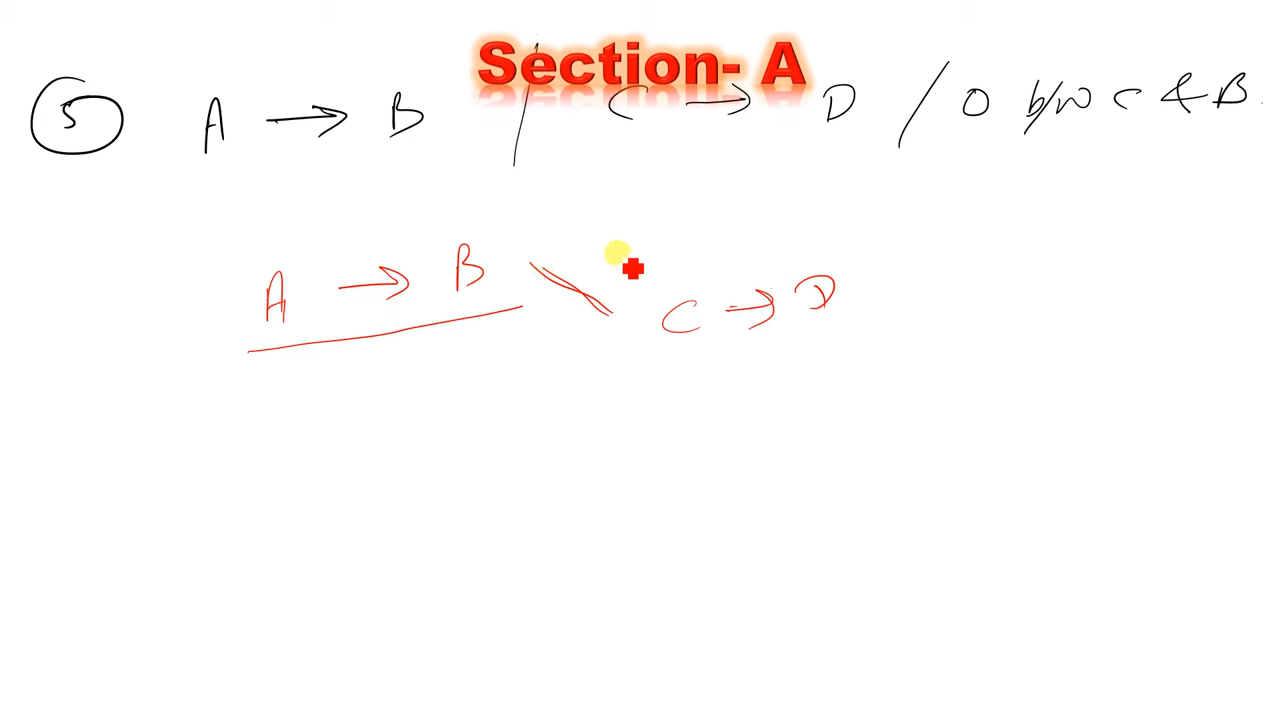 Section- A
5 A → B / C → D / O b/w C & B.
A → B \ C → D